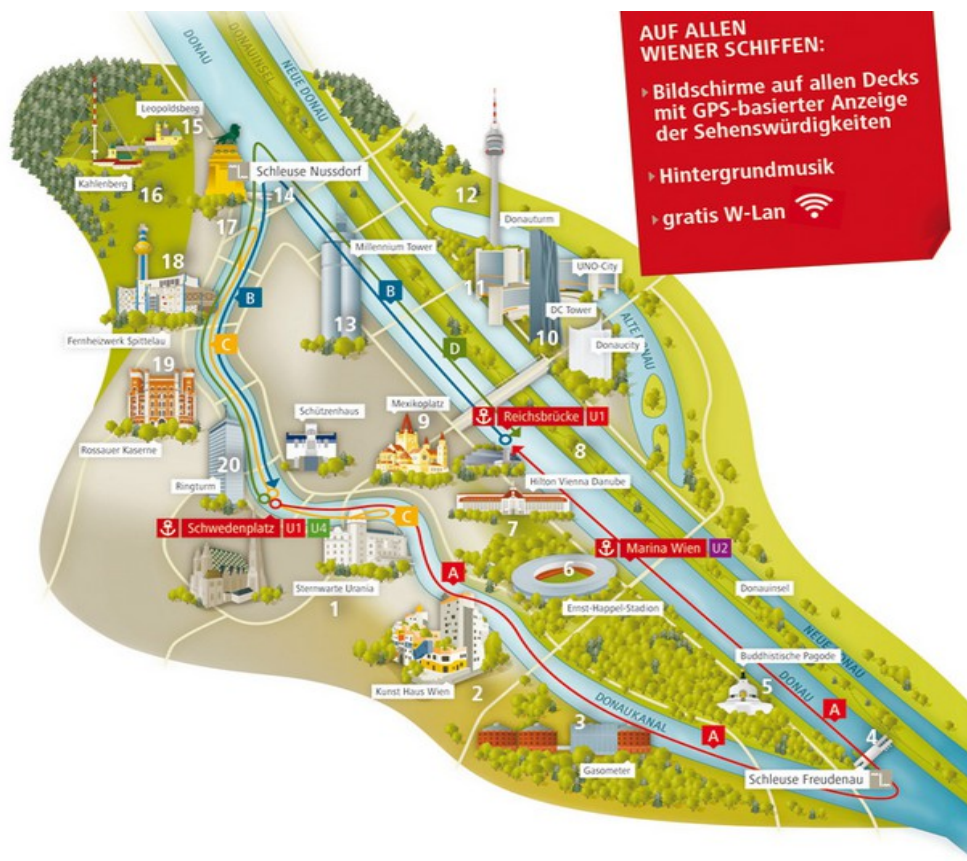 AUF ALLEN
WIENER SCHIFFEN:
Bildschirme auf allen Decks
mit GPS-basierter Anzeige
der Sehenswürdigkeiten
Hintergrundmusik
gratis W-Lan
DONAU
DONAUINSEL
NEUE DONAU
Leopoldsberg
15
Kahlenberg
16
Schleuse Nussdorf
14
17
12
Donauturm
Millennium Tower
18
11
UNO-City
B
B
DC Tower
13
10
Donaucity
ALTE DONAU
Fernheizwerk Spittelau
C
D
19
Schützenhaus
Mexikoplatz
9
Reichsbrücke U1
Rossauer Kaserne
8
20
Ringturm
Hilton Vienna Danube
7
Schwedenplatz U1 U4
C
Marina Wien U2
6
A
Sternwarte Urania
1
Ernst-Happel-Stadion
Donauinsel
NEUE DONAU
Buddhistische Pagode
5
DONAU
Kunst Haus Wien
2
DONAUKANAL
A
A
3
4
Gasometer
Schleuse Freudenau